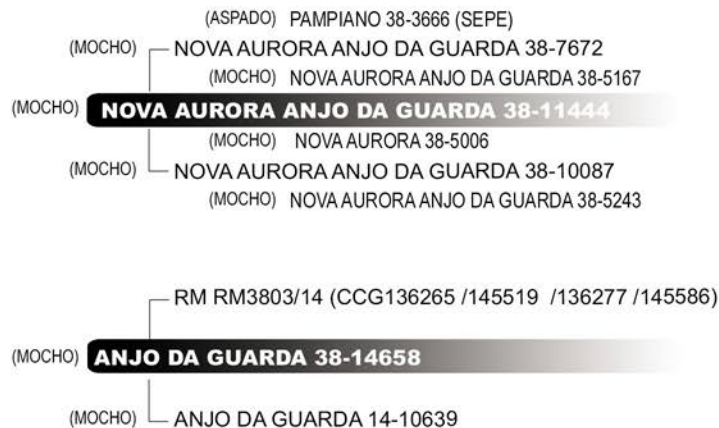 (ASPADO) PAMPIANO 38-3666 (SEPE)
(MOCHO) NOVA AURORA ANJO DA GUARDA 38-7672
(MOCHO) NOVA AURORA ANJO DA GUARDA 38-5167
(MOCHO) NOVA AURORA ANJO DA GUARDA 38-11444
(MOCHO) NOVA AURORA 38-5006
(MOCHO) NOVA AURORA ANJO DA GUARDA 38-10087
(MOCHO) NOVA AURORA ANJO DA GUARDA 38-5243
RM RM3803/14 (CCG136265 /145519 /136277 /145586)
(MOCHO) ANJO DA GUARDA 38-14658
(MOCHO) ANJO DA GUARDA 14-10639